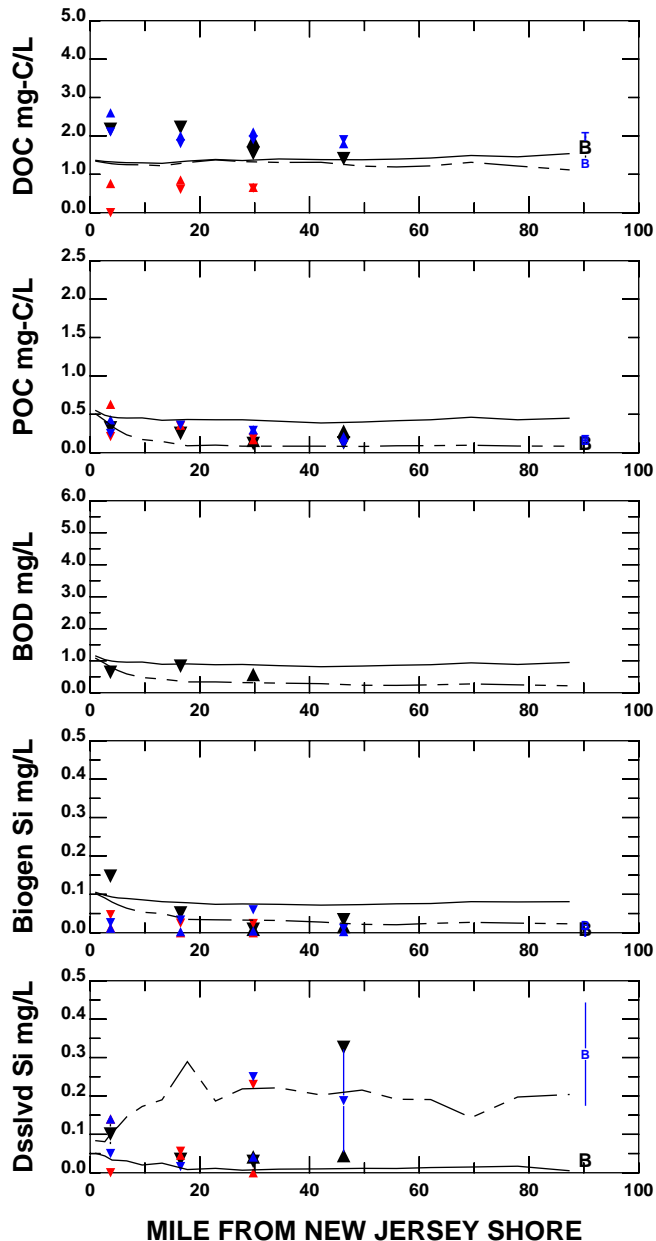 DOC mg-C/L
5.0
4.0
3.0
2.0
1.0
0.0
0 20 40 60 80 100
T
B
B
POC mg-C/L
2.5
2.0
1.5
1.0
0.5
0.0
0 20 40 60 80 100
B
BOD mg/L
6.0
5.0
4.0
3.0
2.0
1.0
0.0
0 20 40 60 80 100
Biogen Si mg/L
0.5
0.4
0.3
0.2
0.1
0.0
0 20 40 60 80 100
B
Dsslvd Si mg/L
0.5
0.4
0.3
0.2
0.1
0.0
0 20 40 60 80 100
B
B
MILE FROM NEW JERSEY SHORE